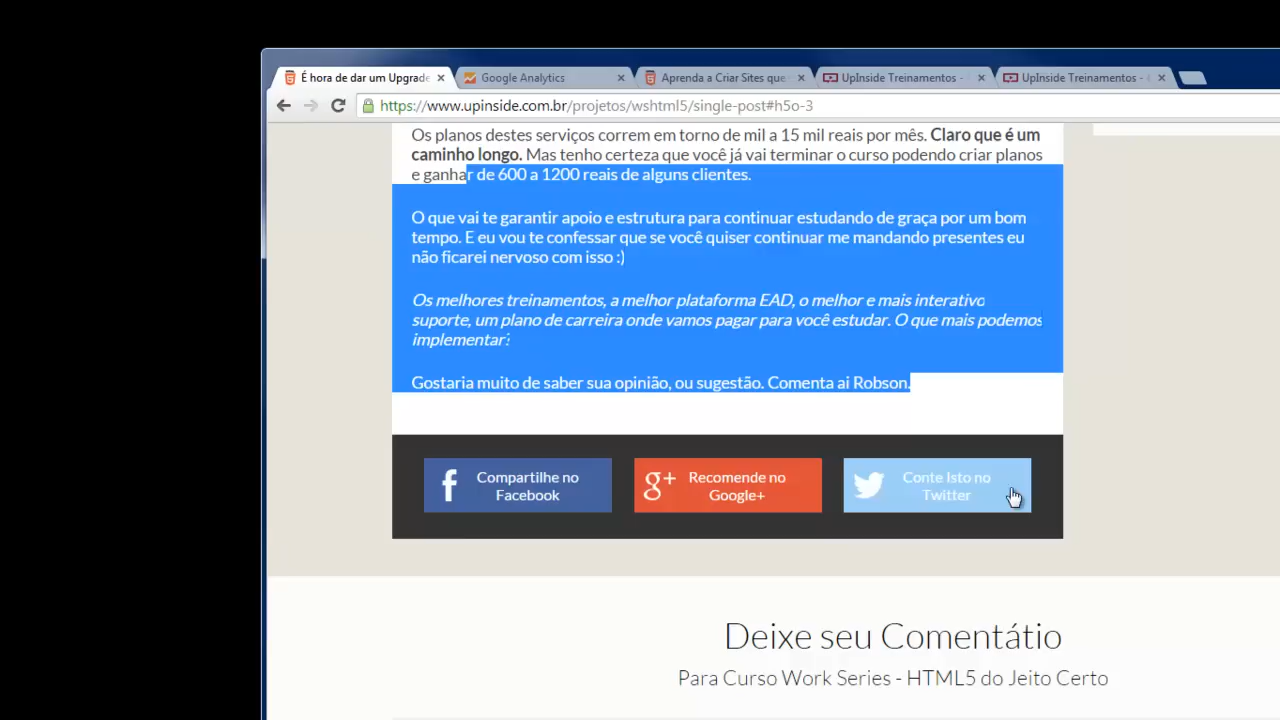 É hora de dar um Upgrade
Google Analytics
Aprenda a Criar Sites que
UpInside Treinamentos -
UpInside Treinamentos -
https://www.upinside.com.br/projetos/wshtml5/single-post#h5o-3
Os planos destes serviços correm em torno de mil a 15 mil reais por mês. Claro que é um
caminho longo. Mas tenho certeza que você já vai terminar o curso podendo criar planos
e ganhar de 600 a 1200 reais de alguns clientes.
O que vai te garantir apoio e estrutura para continuar estudando de graça por um bom
tempo. E eu vou te confessar que se você quiser continuar me mandando presentes eu
não ficarei nervoso com isso :)
Os melhores treinamentos, a melhor plataforma EAD, o melhor e mais interativo
suporte, um plano de carreira onde vamos pagar para você estudar. O que mais podemos
implementar?
Gostaria muito de saber sua opinião, ou sugestão. Comenta ai Robson.
Compartilhe no
Facebook
g+ Recomende no
Google+
Conte Isto no
Twitter
Deixe seu Comentátio
Para Curso Work Series - HTML5 do Jeito Certo